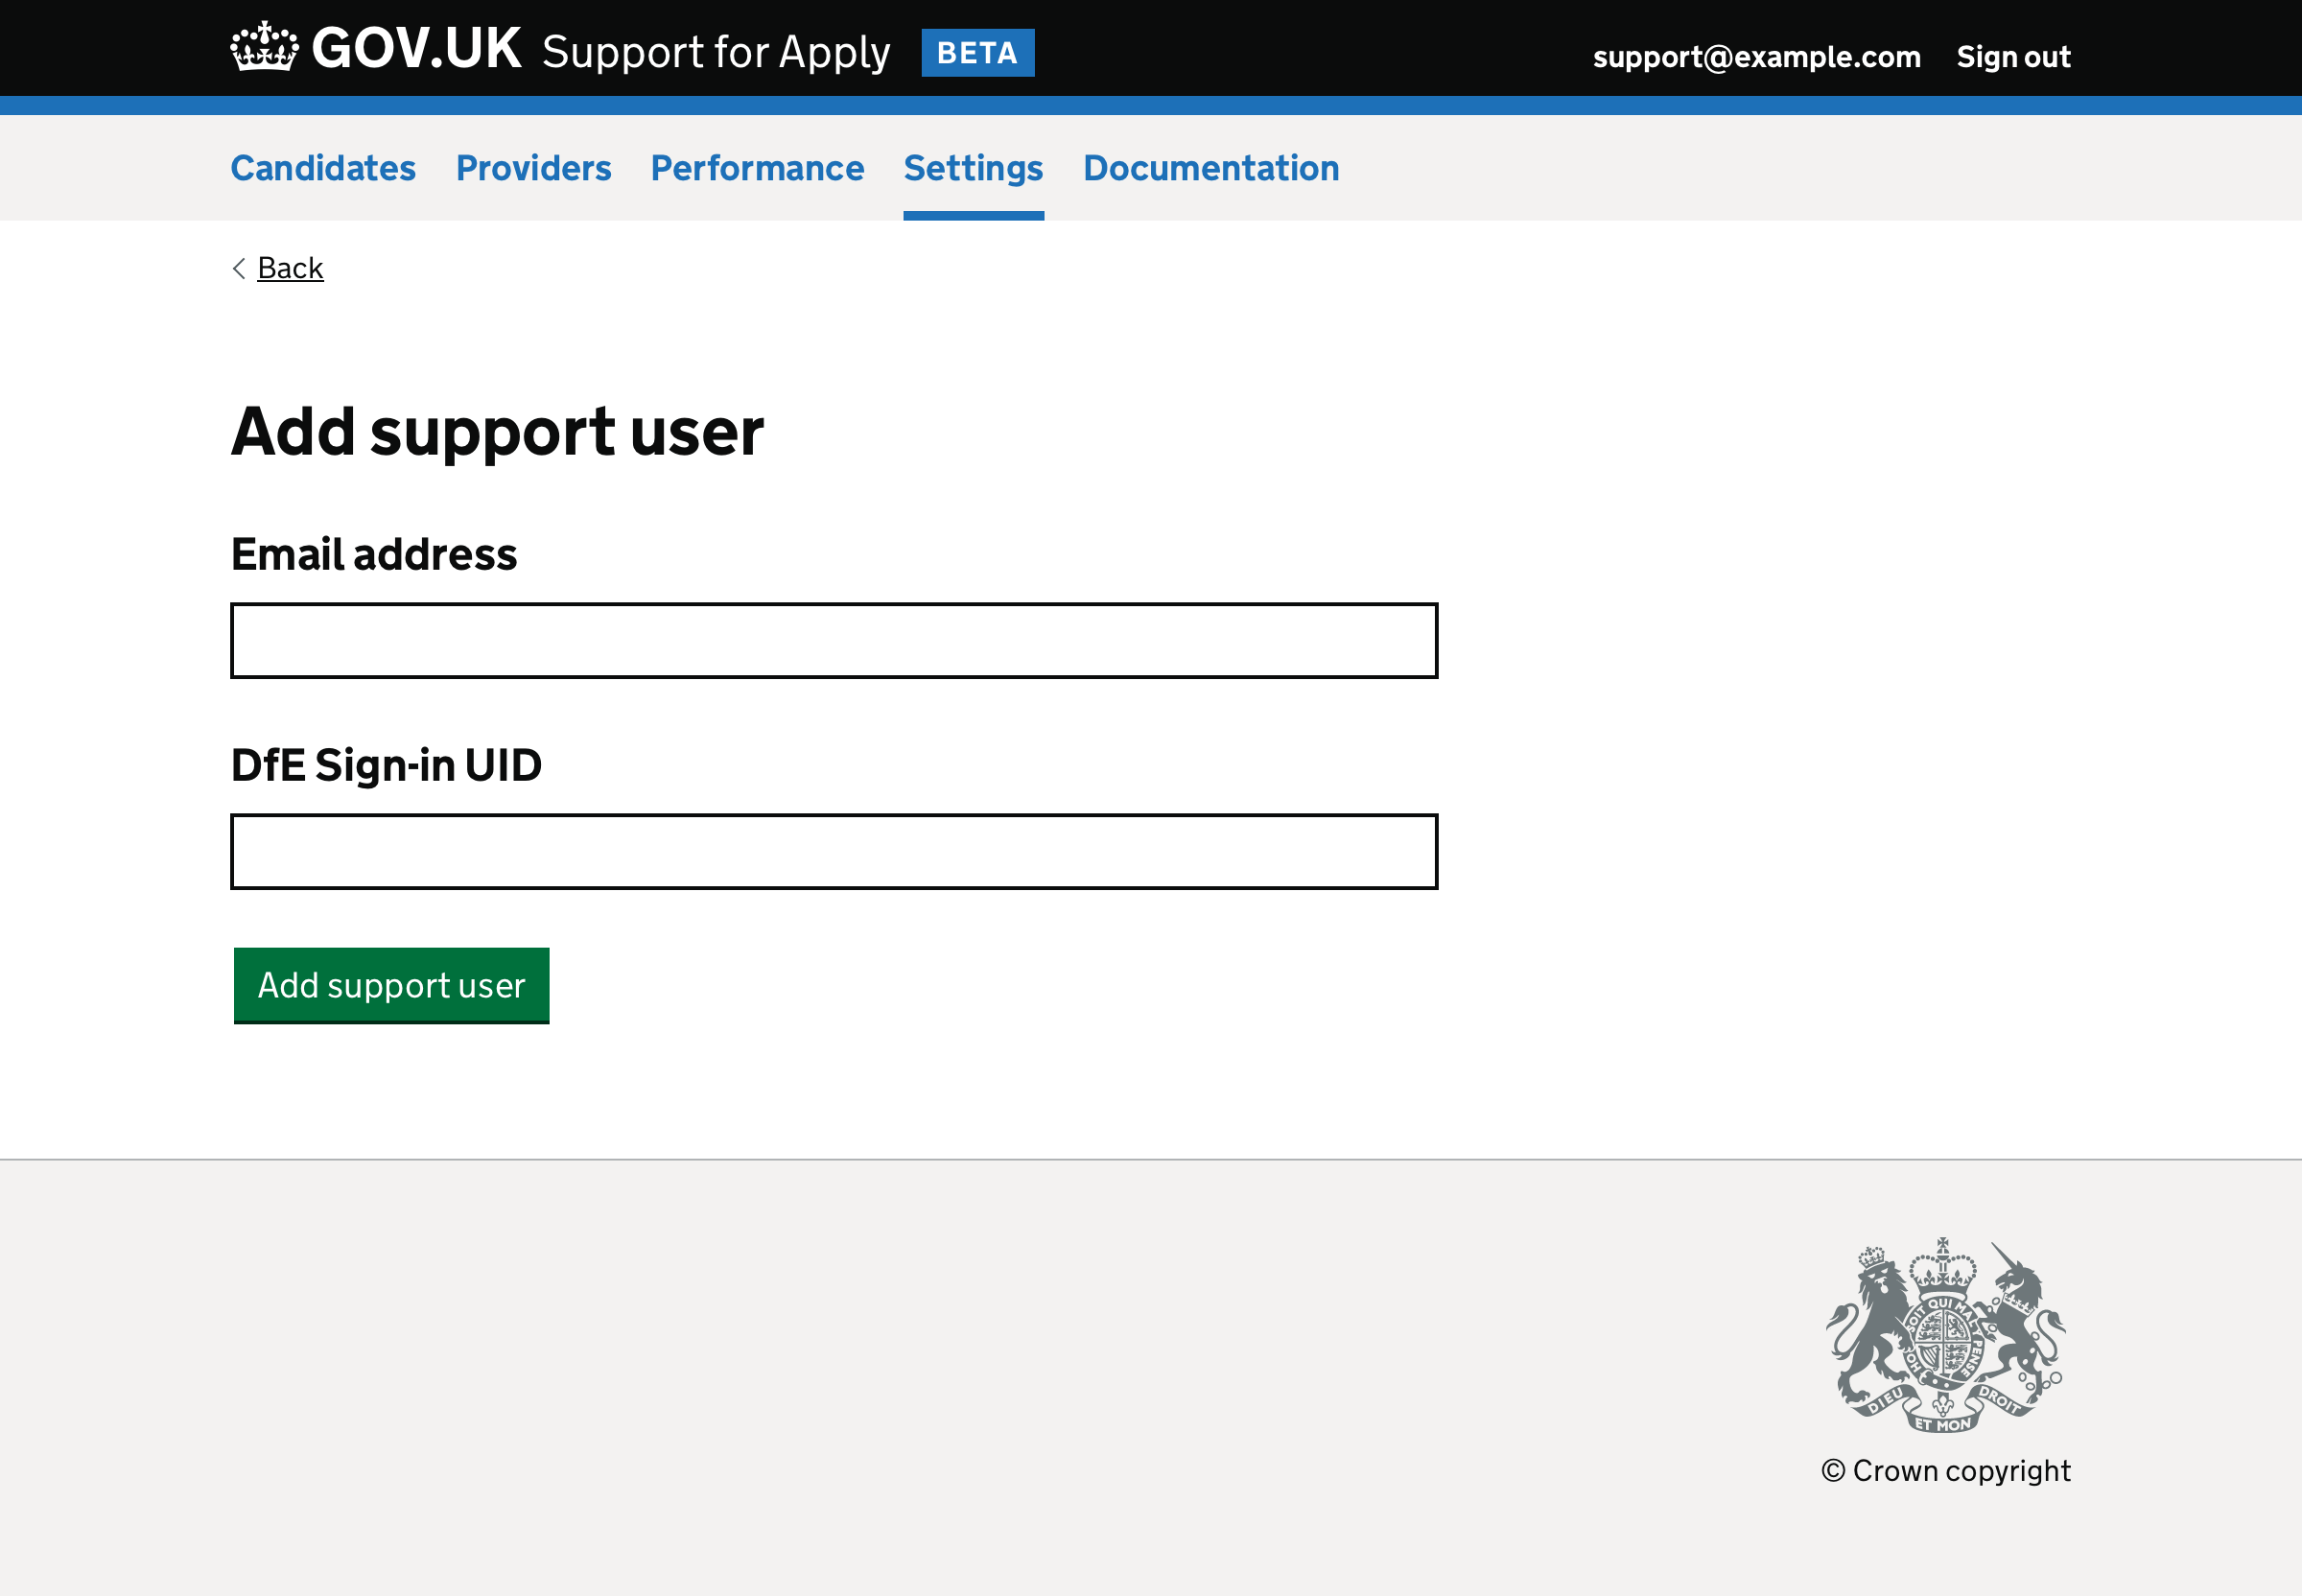 GOV.UK Support for Apply BETA support@example.com Sign out
Candidates Providers Performance Settings Documentation
Back
Add support user
Email address
DfE Sign-in UID
Add support user
SOIT QUI MAL Y PENSE
HO
DIEU ET MON DROIT
© Crown copyright